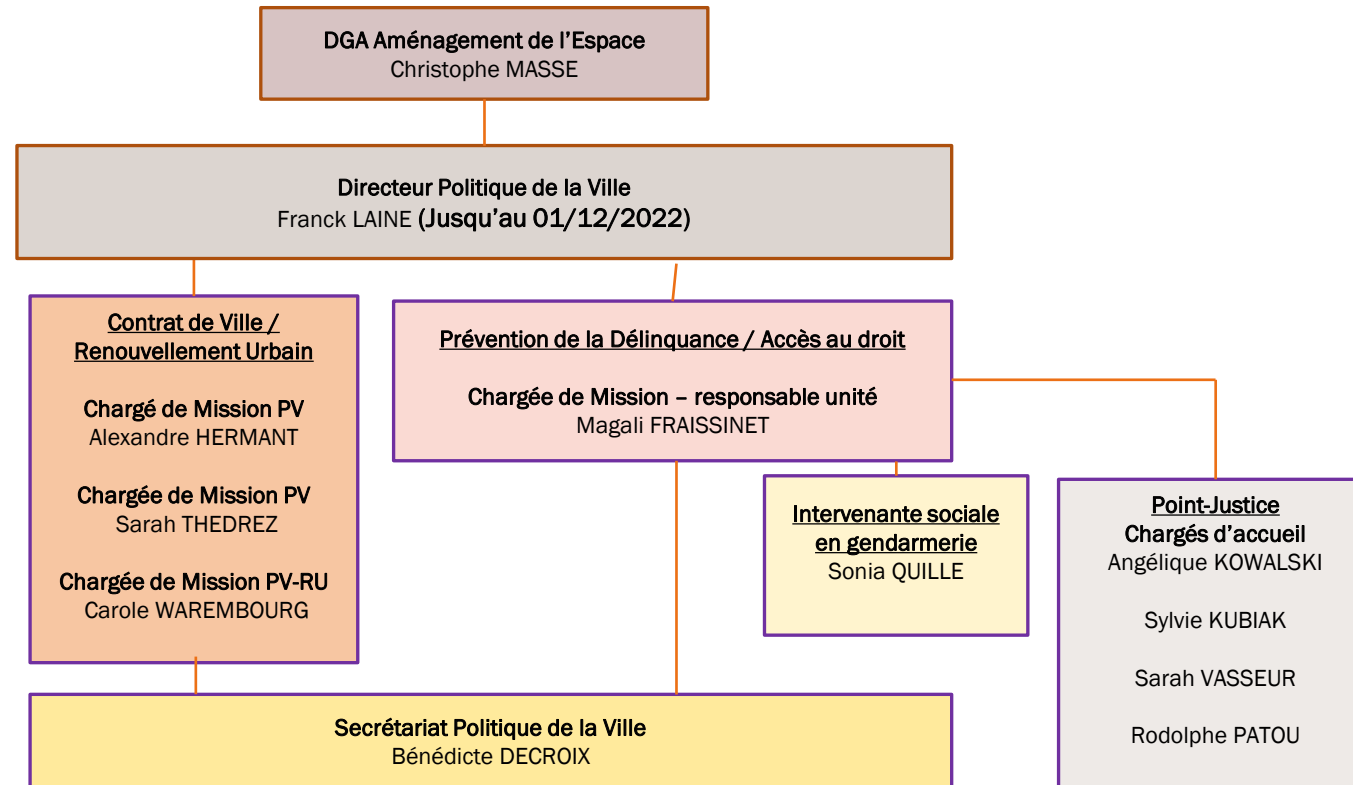 DGA Aménagement de l’Espace
Christophe MASSE
Directeur Politique de la Ville
Franck LAINE (Jusqu’au 01/12/2022)
Contrat de Ville /
Renouvellement Urbain
Chargé de Mission PV
Alexandre HERMANT
Chargée de Mission PV
Sarah THEDREZ
Chargée de Mission PV-RU
Carole WAREMBOURG
Prévention de la Délinquance / Accès au droit
Chargée de Mission – responsable unité
Magali FRAISSINET
Intervenante sociale
en gendarmerie
Sonia QUILLE
Point-Justice
Chargés d’accueil
Angélique KOWALSKI
Sylvie KUBIAK
Sarah VASSEUR
Rodolphe PATOU
Secrétariat Politique de la Ville
Bénédicte DECROIX